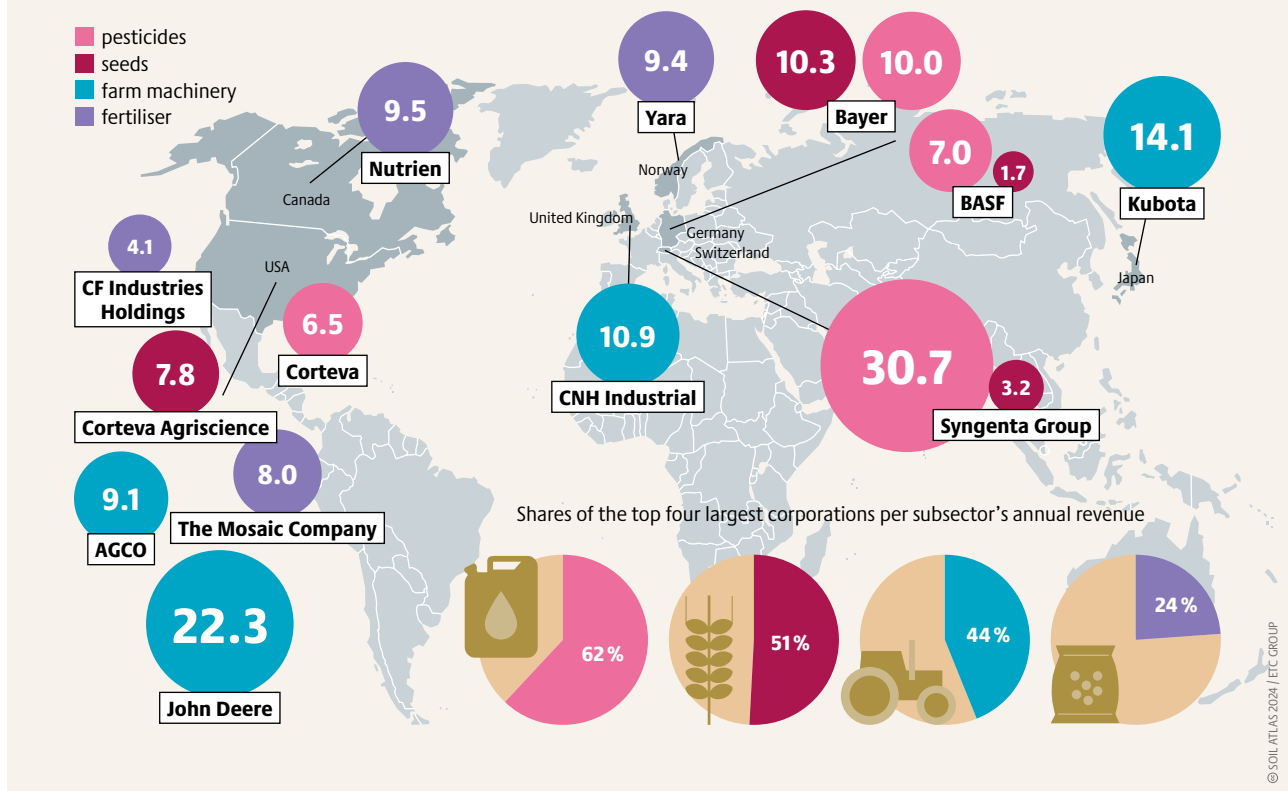 pesticides
seeds
farm machinery
fertiliser
9.5
Nutrien
Canada
9.4
Yara
Norway
10.3
10.0
Bayer
7.0
1.7
BASF
14.1
Kubota
Japan
United Kingdom
Germany
Switzerland
4.1
CF Industries
Holdings
USA
6.5
Corteva
7.8
Corteva Agriscience
10.9
CNH Industrial
30.7
3.2
Syngenta Group
9.1
AGCO
8.0
The Mosaic Company
22.3
John Deere
Shares of the top four largest corporations per subsector’s annual revenue
62 %
51 %
44 %
24 %
🅭 SOIL ATLAS 2024 / ETC GROUP